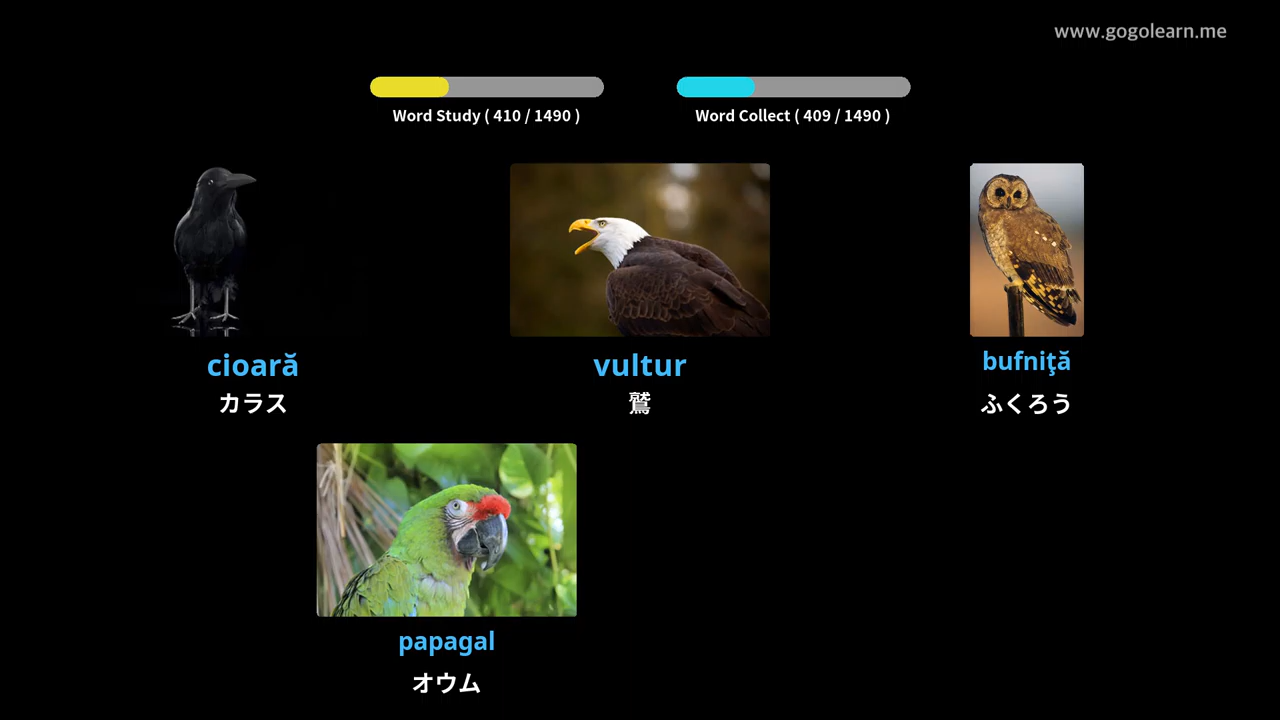 www.gogolearn.me
Word Study ( 410 / 1490 )
Word Collect ( 409 / 1490 )
cioară
vultur
bufniţă
カラス
鷲
ふくろう
papagal
オウム